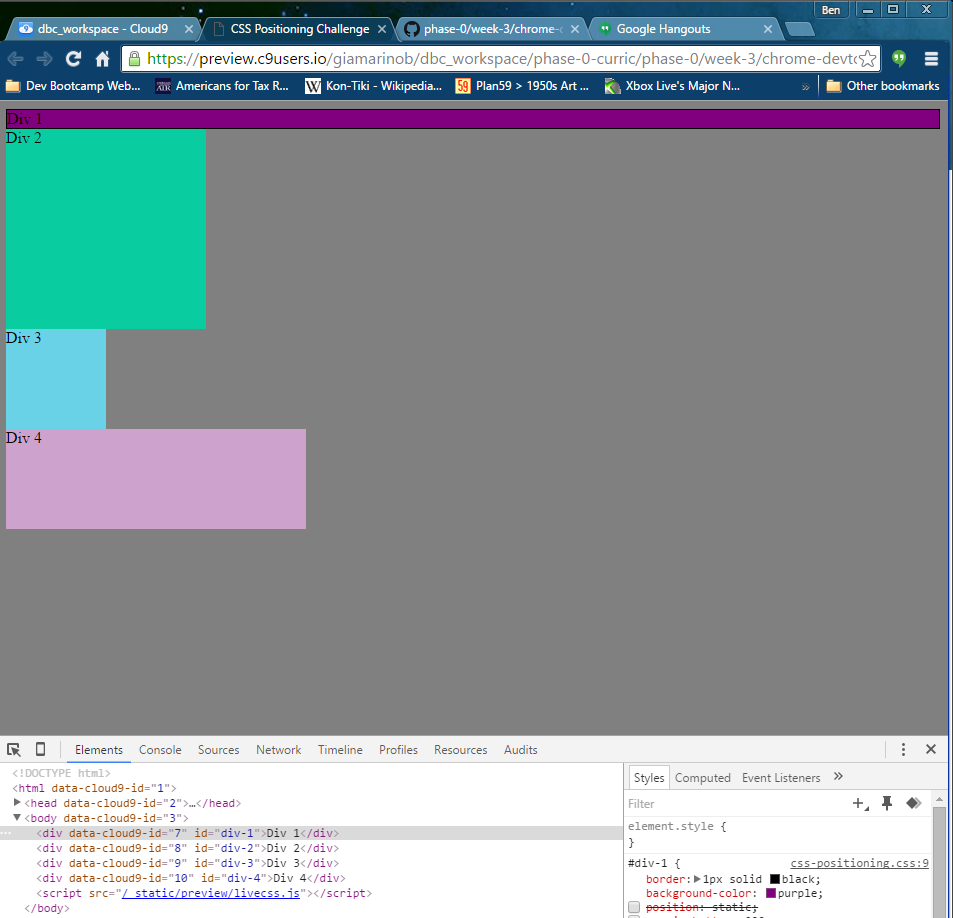 Ben
dbc_workspace - Cloud9
CSS Positioning Challenge
phase-0/week-3/chrome-
Google Hangouts
https://preview.c9users.io/giamarinob/dbc_workspace/phase-0-curric/phase-0/week-3/chrome-devto
Dev Bootcamp Web...
ATR
Americans for Tax R...
W
Kon-Tiki - Wikipedia...
59
Plan59 > 1950s Art ...
Xbox Live's Major N...
»
Other bookmarks
Div 1
Div 2
Div 3
Div 4
Elements Console Sources Network Timeline Profiles Resources Audits
<!DOCTYPE html>
<html data-cloud9-id="1">
<head data-cloud9-id="2">…</head>
<body data-cloud9-id="3">
<div data-cloud9-id="7" id="div-1">Div 1</div>
<div data-cloud9-id="8" id="div-2">Div 2</div>
<div data-cloud9-id="9" id="div-3">Div 3</div>
<div data-cloud9-id="10" id="div-4">Div 4</div>
<script src="/_static/preview/livecss.js"></script>
</body>
Styles Computed Event Listeners »
Filter
element.style {
}
#div-1 { css-positioning.css:9
border: 1px solid black;
background-color: purple;
position: static;